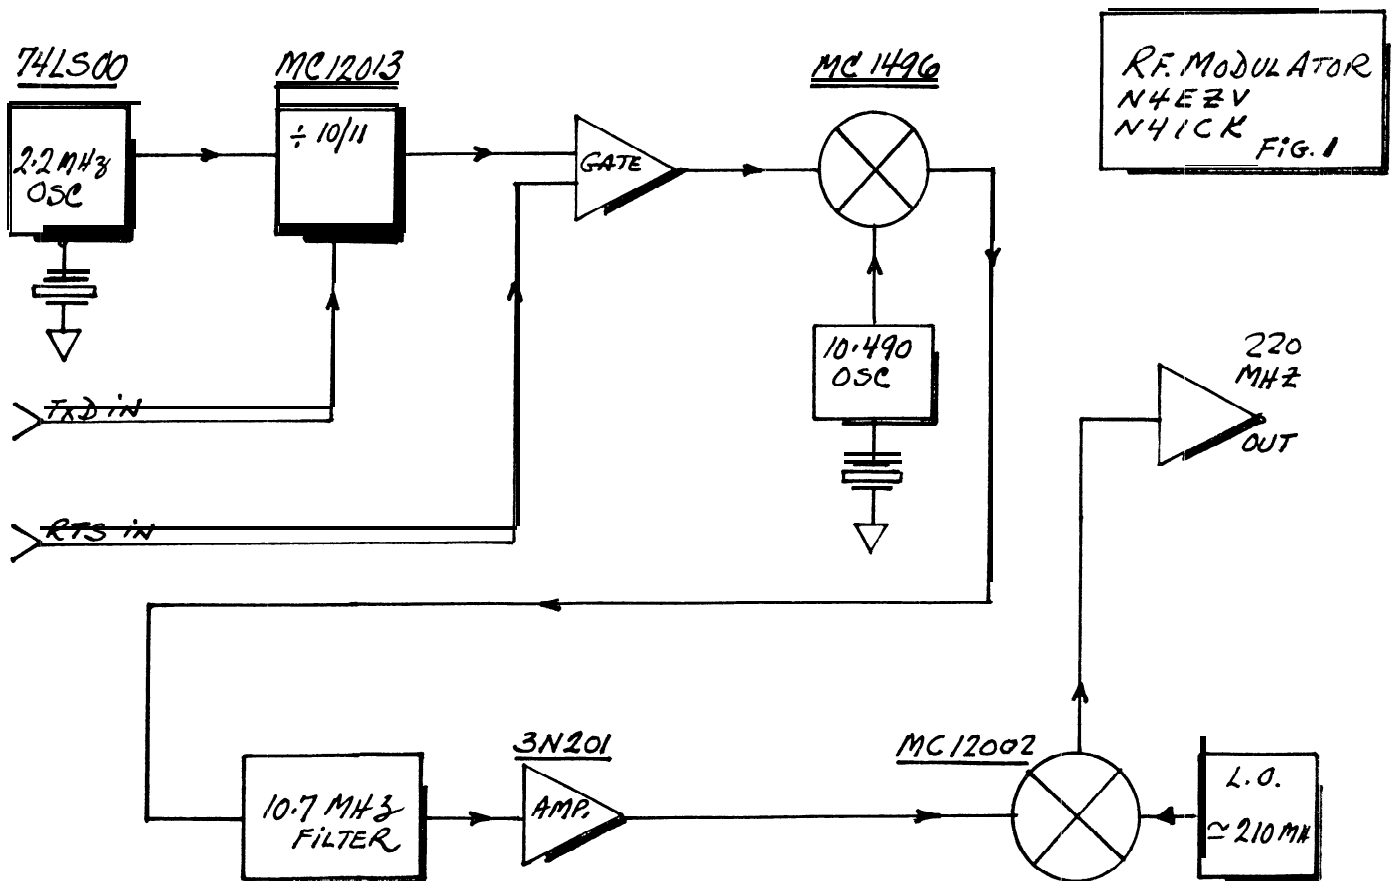 74LS00
MC12013
MC 1496
RF. MODULATOR
N4EZV
N4ICK
FiG. 1
÷ 10/11
2.2 MHz
OSC
GATE
10.490
OSC
220
MHZ
OUT
TXD iN
RTS iN
3N201
MC12002
10.7 MHz
FiLTER
AMP.
L.O.
≃ 210 MH